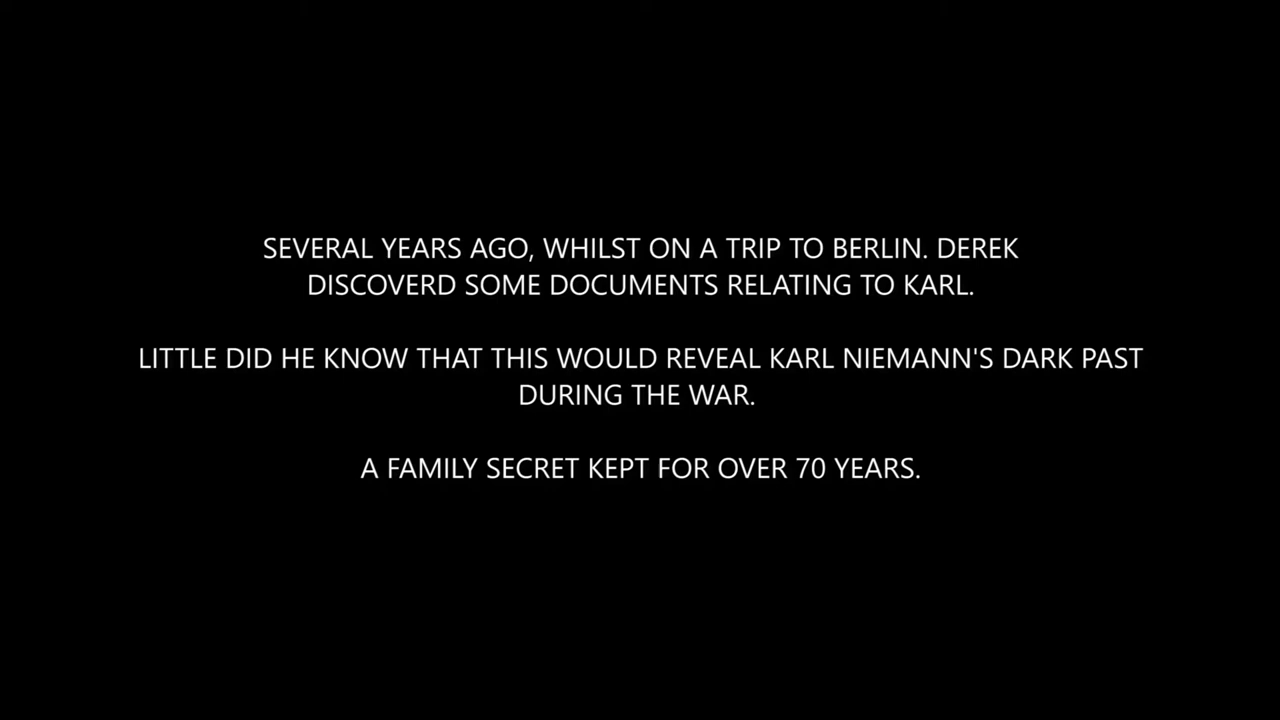 SEVERAL YEARS AGO, WHILST ON A TRIP TO BERLIN. DEREK
DISCOVERD SOME DOCUMENTS RELATING TO KARL.
LITTLE DID HE KNOW THAT THIS WOULD REVEAL KARL NIEMANN'S DARK PAST
DURING THE WAR.
A FAMILY SECRET KEPT FOR OVER 70 YEARS.